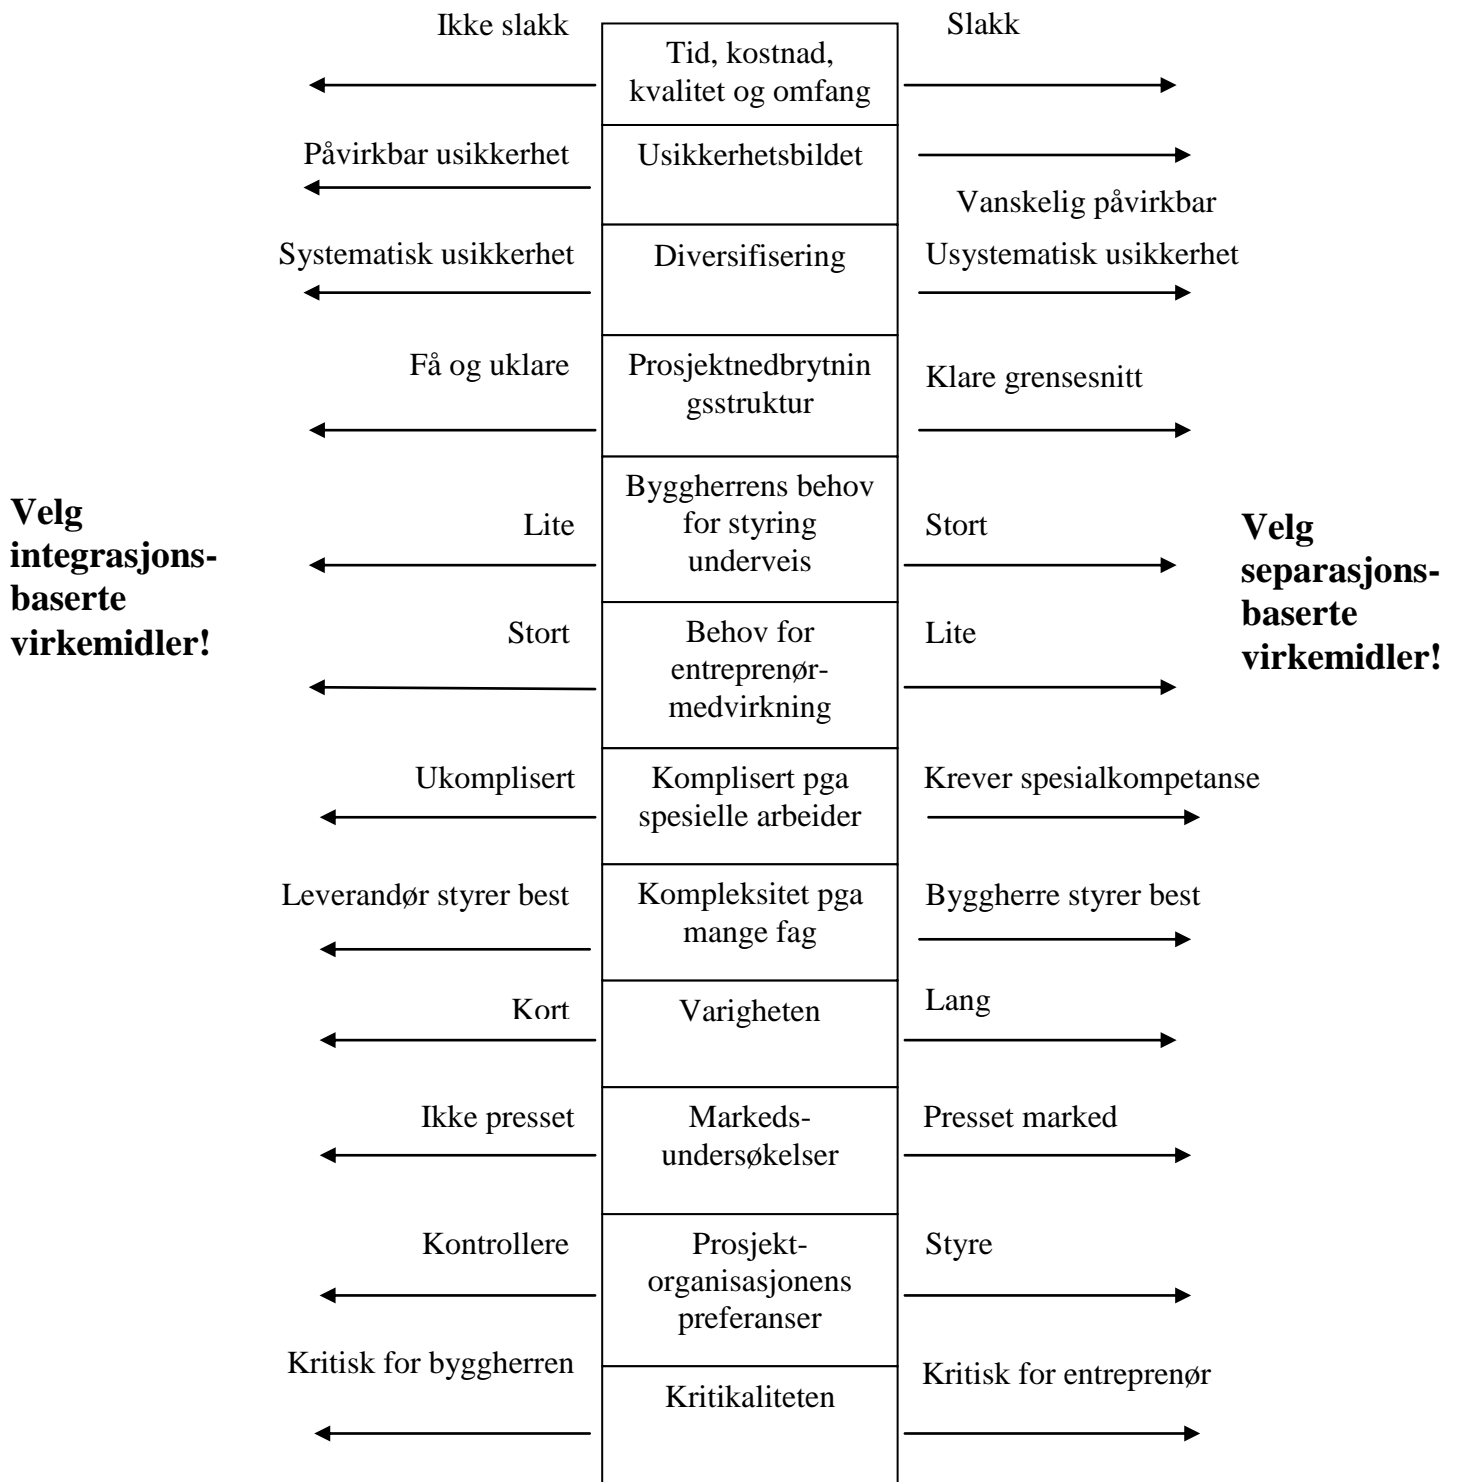 Ikke slakk
Tid, kostnad,
kvalitet og omfang
Slakk
Påvirkbar usikkerhet
Usikkerhetsbildet
Vanskelig påvirkbar
Systematisk usikkerhet
Diversifisering
Usystematisk usikkerhet
Få og uklare
Prosjektnedbrytnin
gsstruktur
Klare grensesnitt
Velg
integrasjons-
baserte
virkemidler!
Lite
Byggherrens behov
for styring
underveis
Stort
Velg
separasjons-
baserte
virkemidler!
Stort
Behov for
entreprenør-
medvirkning
Lite
Ukomplisert
Komplisert pga
spesielle arbeider
Krever spesialkompetanse
Leverandør styrer best
Kompleksitet pga
mange fag
Byggherre styrer best
Kort
Varigheten
Lang
Ikke presset
Markeds-
undersøkelser
Presset marked
Kontrollere
Prosjekt-
organisasjonens
preferanser
Styre
Kritisk for byggherren
Kritikaliteten
Kritisk for entreprenør